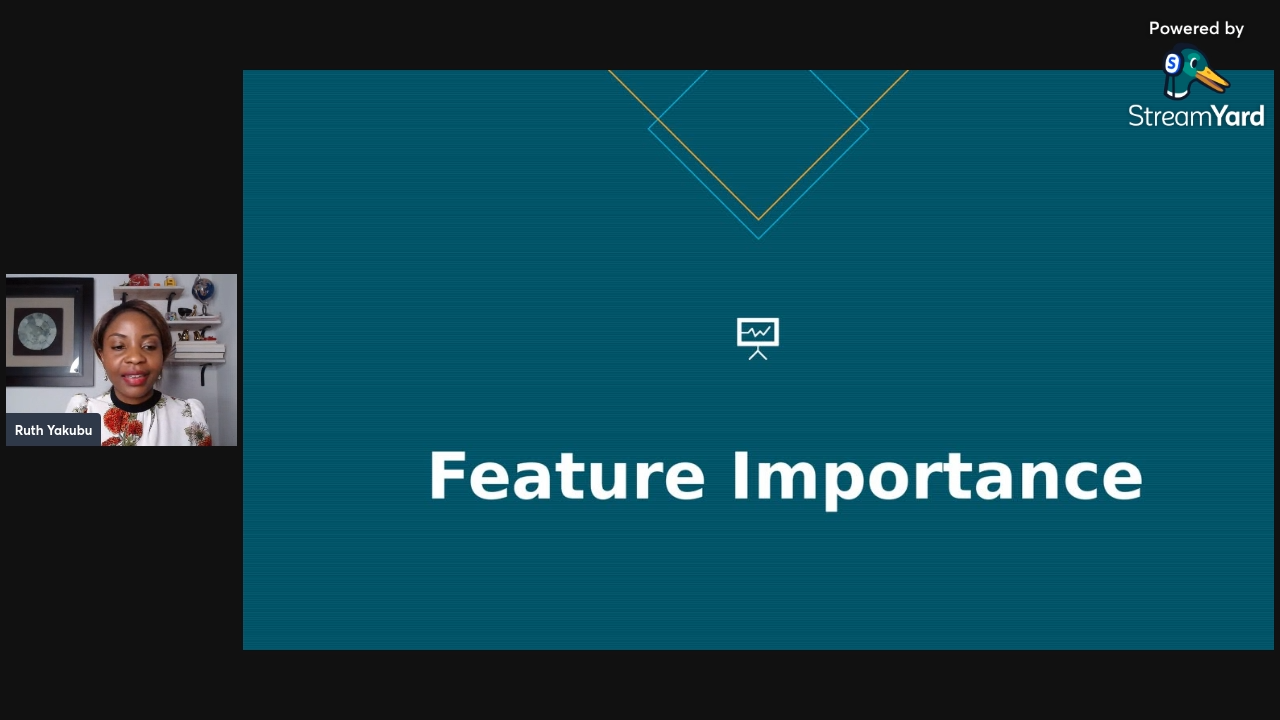 Powered by
StreamYard
Ruth Yakubu
Feature Importance